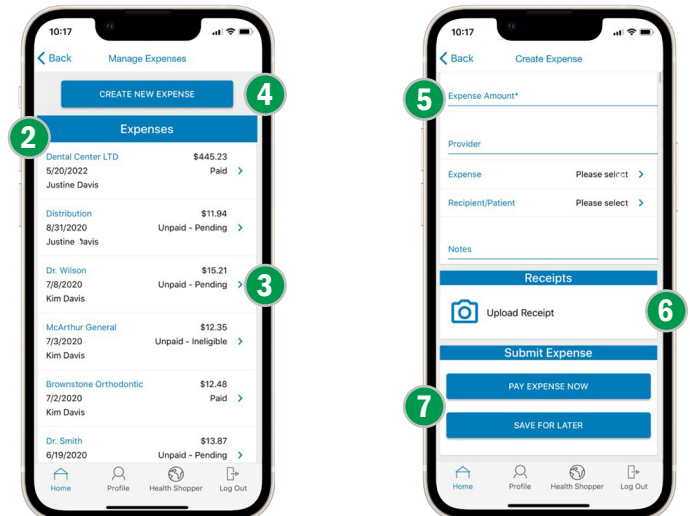 10:17
Back Manage Expenses
CREATE NEW EXPENSE
4
2
Expenses
Dental Center LTD $445.23
5/20/2022 Paid
Justine Davis
Distribution $11.94
8/31/2020 Unpaid - Pending
Justine Davis
Dr. Wilson $15.21
7/8/2020 Unpaid - Pending
3
Kim Davis
McArthur General $12.35
7/3/2020 Unpaid - Ineligible
Kim Davis
Brownstone Orthodontic $12.48
7/2/2020 Paid
Kim Davis
Dr. Smith $13.87
6/19/2020 Unpaid - Pending
Home Profile Health Shopper Log Out
10:17
Back Create Expense
5
Expense Amount*
Provider
Expense Please select
Recipient/Patient Please select
Notes
Receipts
Upload Receipt
6
Submit Expense
PAY EXPENSE NOW
7
SAVE FOR LATER
Home Profile Health Shopper Log Out